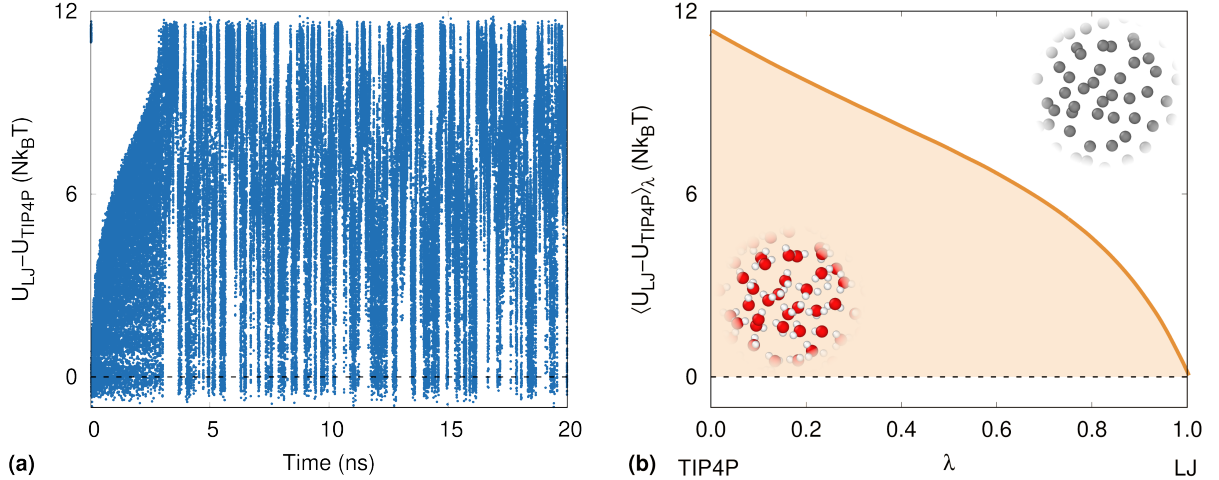 12
6
0
U_LJ−U_TIP4P (Nk_BT)
0
5
10
15
20
Time (ns)
(a)
12
6
0
⟨U_LJ−U_TIP4P⟩_λ (Nk_BT)
0.0
0.2
0.4
0.6
0.8
1.0
TIP4P
λ
LJ
(b)